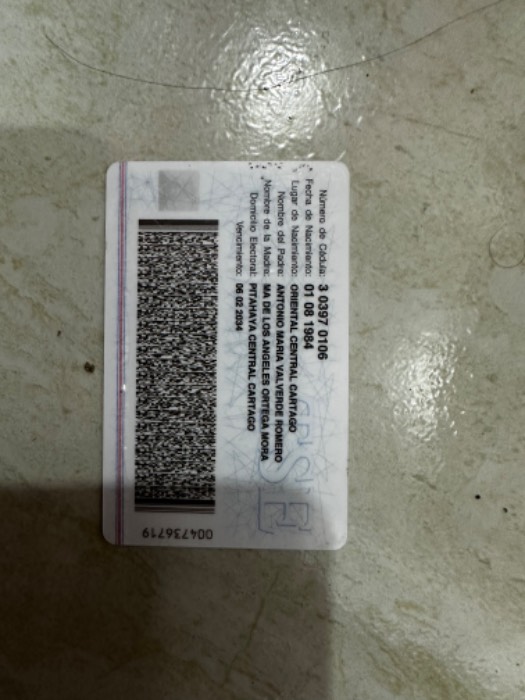 Número de Cédula: 3 0397 0106
Fecha de Nacimiento: 01 08 1984
Lugar de Nacimiento: ORIENTAL CENTRAL CARTAGO
Nombre del Padre: ANTONIO MARIA VALVERDE ROMERO
Nombre de la Madre: MA DE LOS ANGELES ORTEGA MORA
Domicilio Electoral: PITAHAYA CENTRAL CARTAGO
Vencimiento: 06 02 2034
TSE
004736719